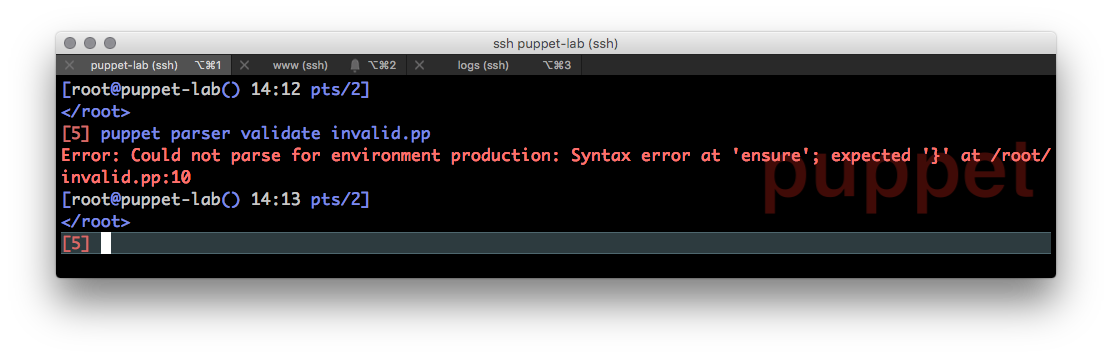 ssh puppet-lab (ssh)
puppet-lab (ssh) ⌥⌘1 www (ssh) ⌥⌘2 logs (ssh) ⌥⌘3
[root@puppet-lab() 14:12 pts/2]
</root>
[5] puppet parser validate invalid.pp
Error: Could not parse for environment production: Syntax error at 'ensure'; expected '}' at /root/
invalid.pp:10
puppet
[root@puppet-lab() 14:13 pts/2]
</root>
[5]